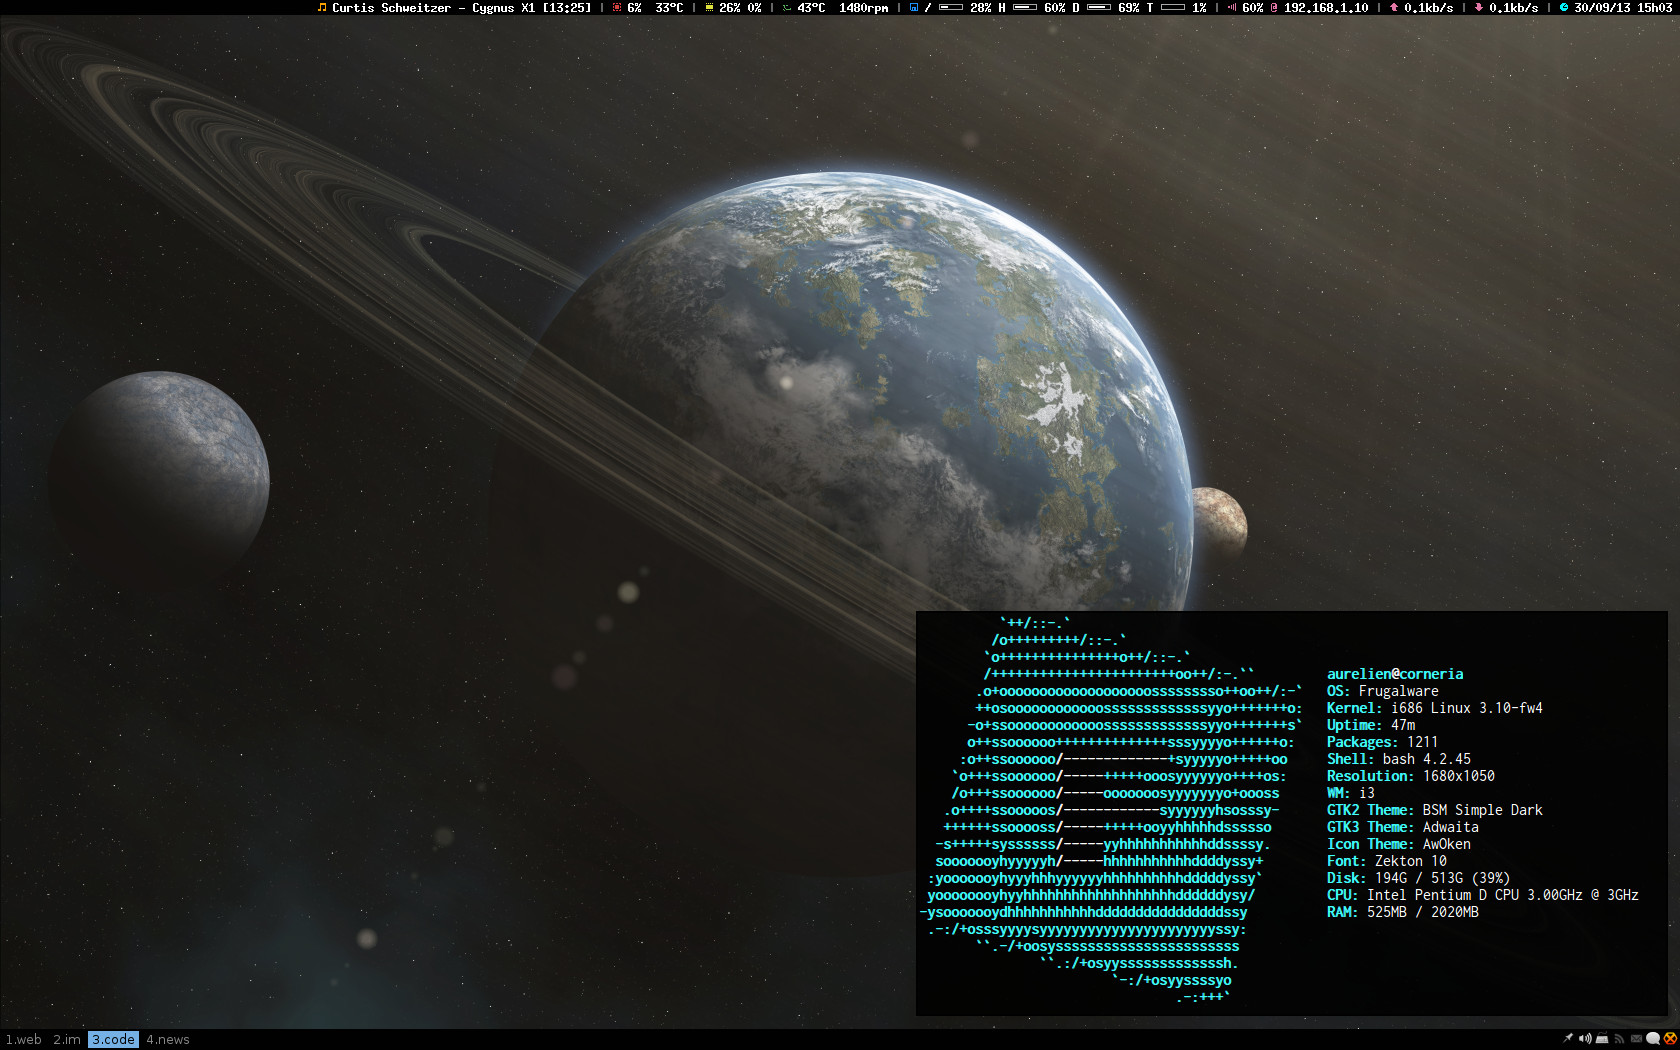 Curtis Schweitzer - Cygnus X1 [13:25] | 6% 33°C | 26% 0% | 43°C 1480rpm | / 28% H 60% D 69% T 1% | 60% @ 192.168.1.10 | 0.1kb/s | 0.1kb/s | 30/09/13 15h03
`++/::-.`
/o+++++++++/::-.`
`o+++++++++++++++o++/::-.`
/+++++++++++++++++++++++oo++/:-.``
.o+ooooooooooooooooooosssssssso++oo++/:-`
++osoooooooooooosssssssssssssyyo+++++++o:
-o+ssoooooooooooosssssssssssssyyo+++++++s`
o++ssoooooo++++++++++++++sssyyyyo++++++o:
:o++ssoooooo/-------------+syyyyyo+++++oo
`o+++ssoooooo/-----+++++ooosyyyyyyo++++os:
/o+++ssoooooo/-----ooooooosyyyyyyyo+oooss
.o++++ssooooos/------------syyyyyyhsosssy-
++++++ssooooss/-----+++++ooyyhhhhhdssssso
-s+++++syssssss/-----yyhhhhhhhhhhhddssssy.
sooooooyhyyyyyh/-----hhhhhhhhhhhddddyssy+
:yooooooyhyyyhhhyyyyyyhhhhhhhhhhdddddyssy`
yoooooooyhyyhhhhhhhhhhhhhhhhhhhddddddysy/
-ysooooooydhhhhhhhhhhhddddddddddddddddssy
.-:/+osssyyyysyyyyyyyyyyyyyyyyyyyyyyssy:
``.-/+oosysssssssssssssssssssssss
``.:/+osyysssssssssssssh.
`-:/+osyyssssyo
.-:+++`
aurelien@corneria
OS: Frugalware
Kernel: i686 Linux 3.10-fw4
Uptime: 47m
Packages: 1211
Shell: bash 4.2.45
Resolution: 1680x1050
WM: i3
GTK2 Theme: BSM Simple Dark
GTK3 Theme: Adwaita
Icon Theme: AwOken
Font: Zekton 10
Disk: 194G / 513G (39%)
CPU: Intel Pentium D CPU 3.00GHz @ 3GHz
RAM: 525MB / 2020MB
1.web 2.im 3.code 4.news